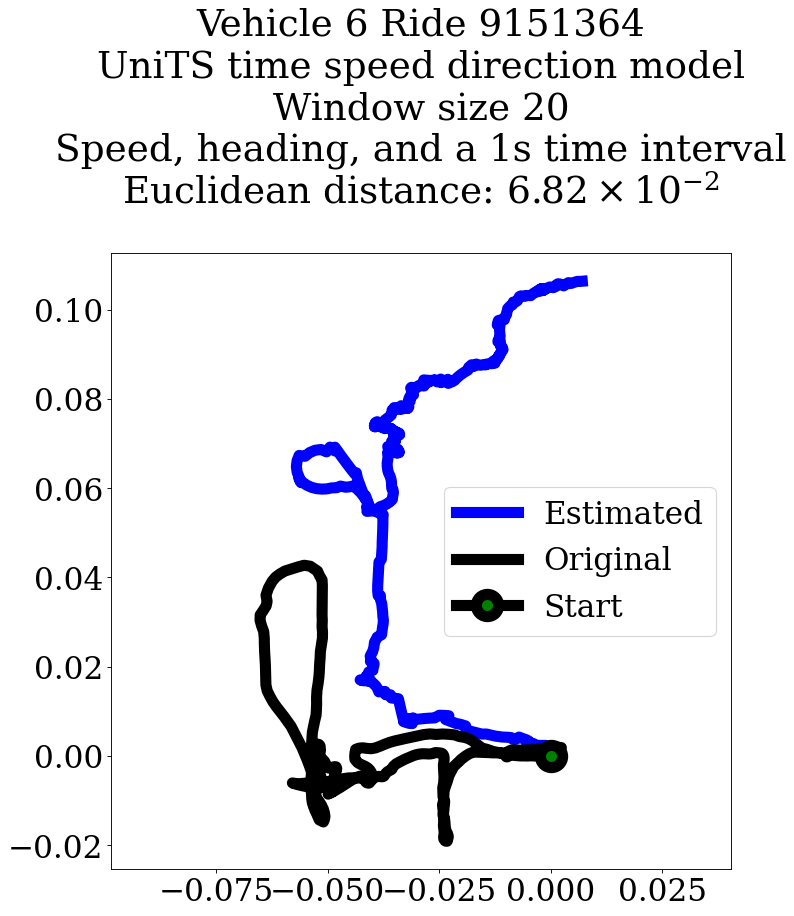 Vehicle 6 Ride 9151364
UniTS time speed direction model
Window size 20
Speed, heading, and a 1s time interval
Euclidean distance: 6.82 × 10⁻²
0.10
0.08
0.06
0.04
0.02
0.00
−0.02
Estimated
Original
Start
−0.075 −0.050 −0.025 0.000 0.025